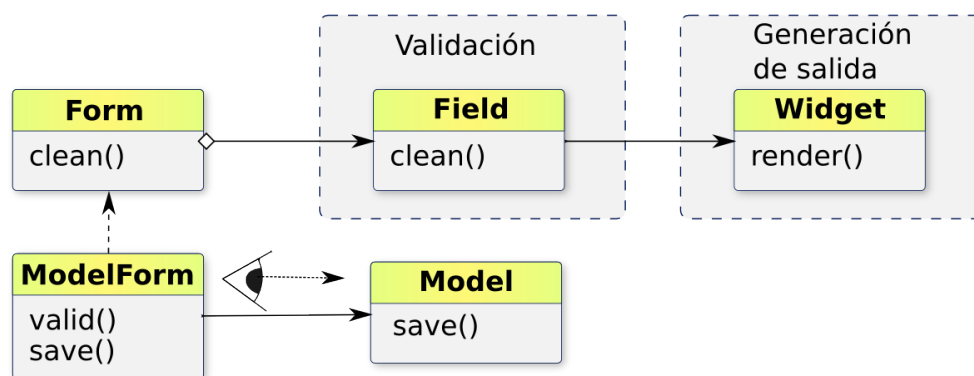 Validación
Generación
de salida
Form
clean()
Field
clean()
Widget
render()
ModelForm
valid()
save()
Model
save()